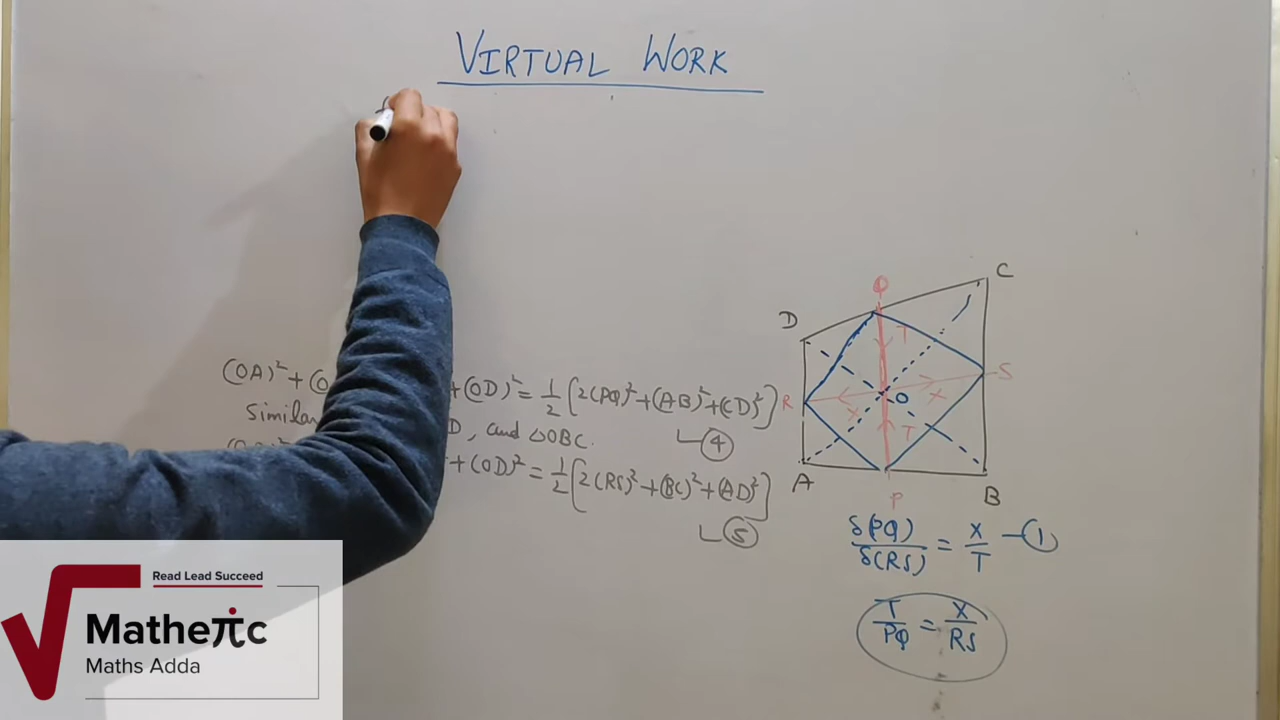 VIRTUAL WORK
(OA)² + (O + (OD)² = 1/2 [2(PQ)² + (AB)² + (CD)²]
④
Similar D, and △OBC.
+ (OD)² = 1/2 [2(RS)² + (BC)² + (AD)²]
⑤
Q
C
D
T
S
R
X
O
X
T
A
B
P
δ(PQ)/δ(RS) = X/T —①
T/PQ = X/RS
Read Lead Succeed
Matheπc
Maths Adda